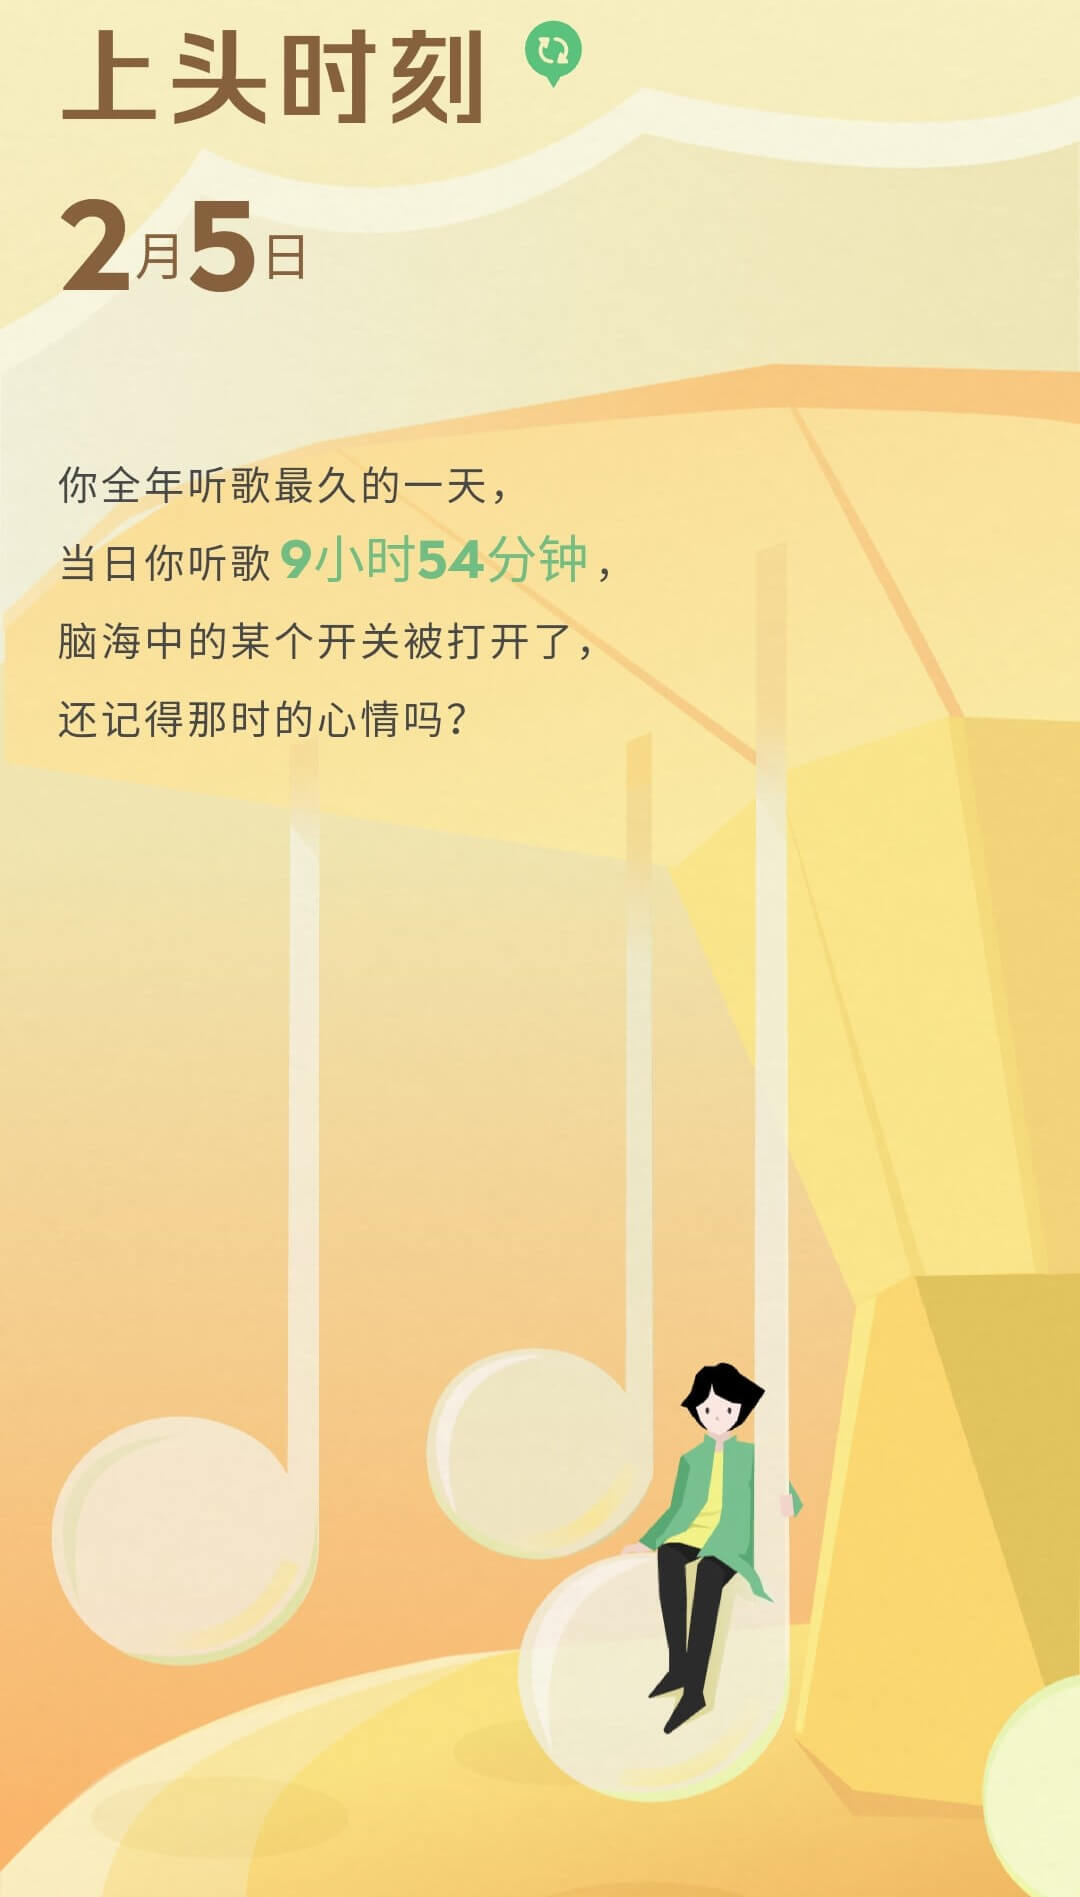 上头时刻
2月5日
你全年听歌最久的一天，
当日你听歌9小时54分钟，
脑海中的某个开关被打开了，
还记得那时的心情吗？